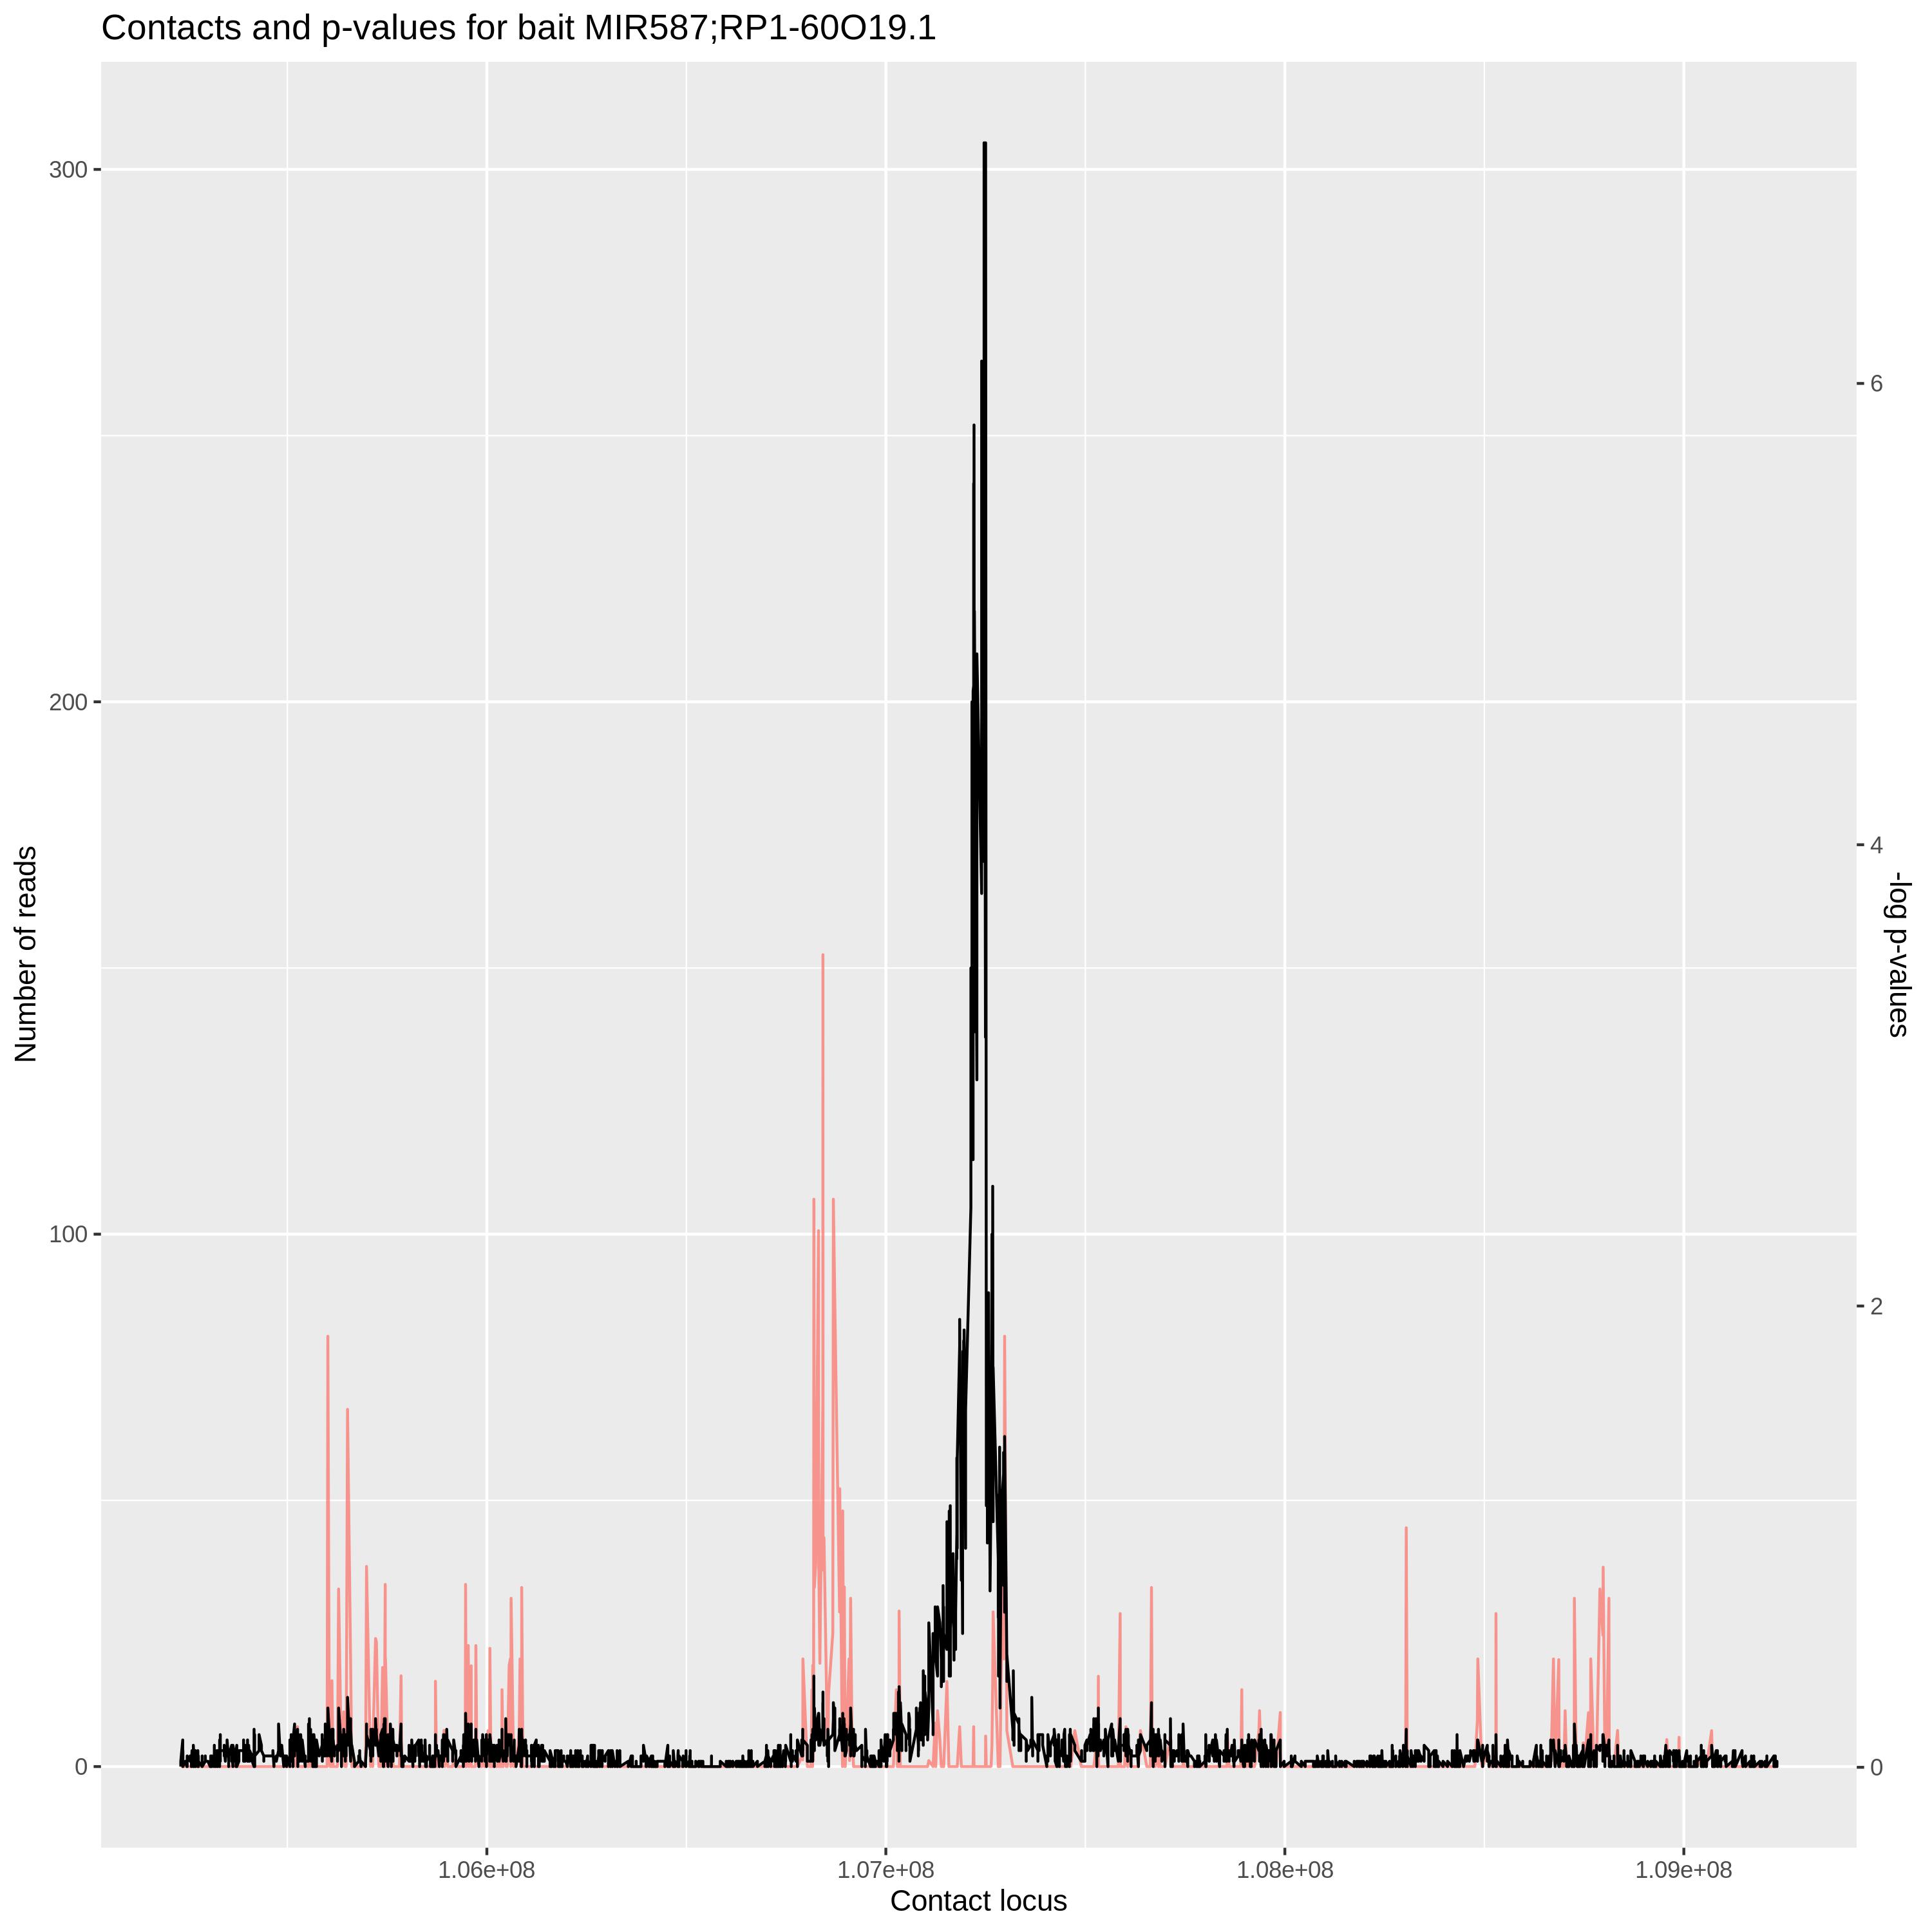 Contacts and p-values for bait MIR587;RP1-60O19.1
300
200
100
0
6
4
2
0
Number of reads
-log p-values
1.06e+08
1.07e+08
1.08e+08
1.09e+08
Contact locus